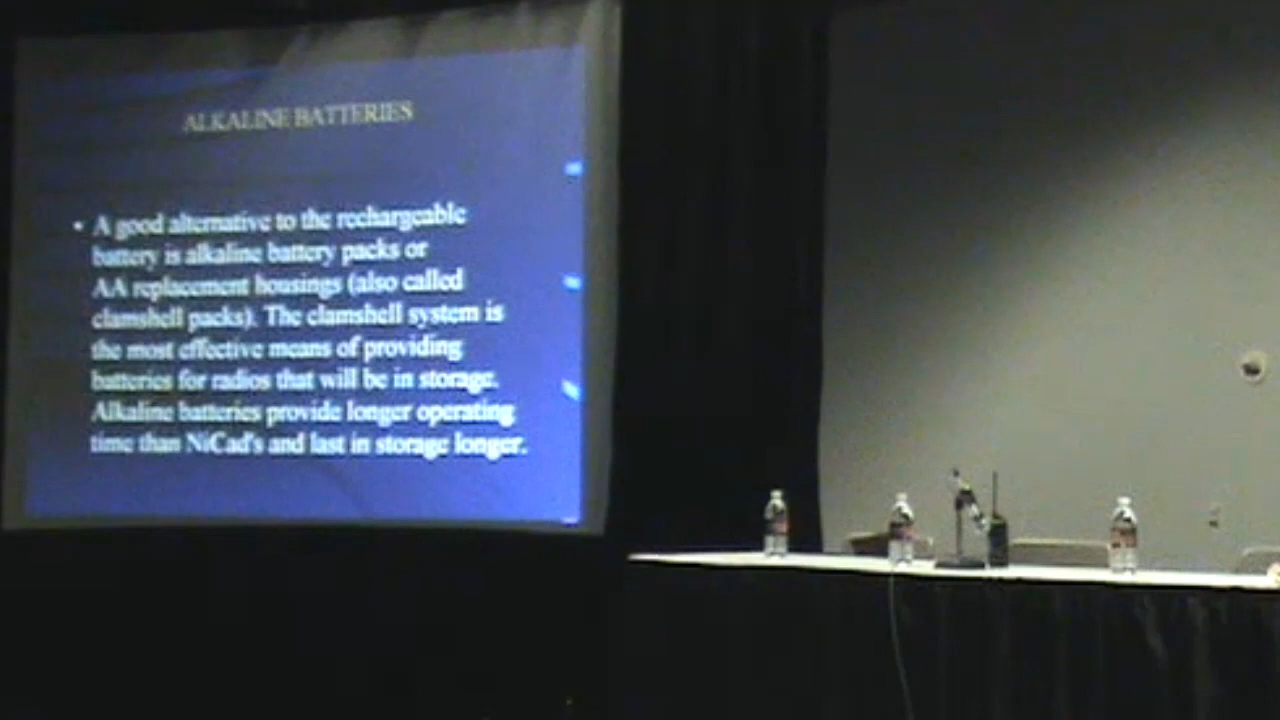 ALKALINE BATTERIES
• A good alternative to the rechargeable
battery is alkaline battery packs or
AA replacement housings (also called
clamshell packs). The clamshell system is
the most effective means of providing
batteries for radios that will be in storage.
Alkaline batteries provide longer operating
time than NiCad's and last in storage longer.